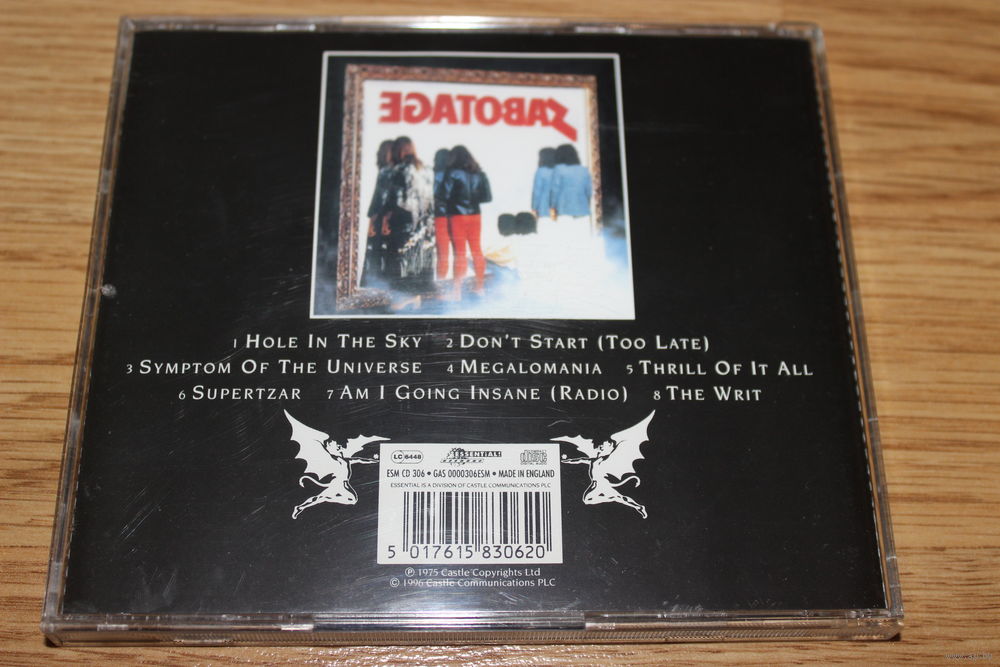 SABOTAGE
1 HOLE IN THE SKY 2 DON'T START (TOO LATE)
3 SYMPTOM OF THE UNIVERSE 4 MEGALOMANIA 5 THRILL OF IT ALL
6 SUPERTZAR 7 AM I GOING INSANE (RADIO) 8 THE WRIT
LC 6448 ESSENTIAL! disc
ESM CD 306 • GAS 0000306ESM • MADE IN ENGLAND
ESSENTIAL IS A DIVISION OF CASTLE COMMUNICATIONS PLC
5 017615 830620
℗ 1975 Castle Copyrights Ltd
© 1996 Castle Communications PLC